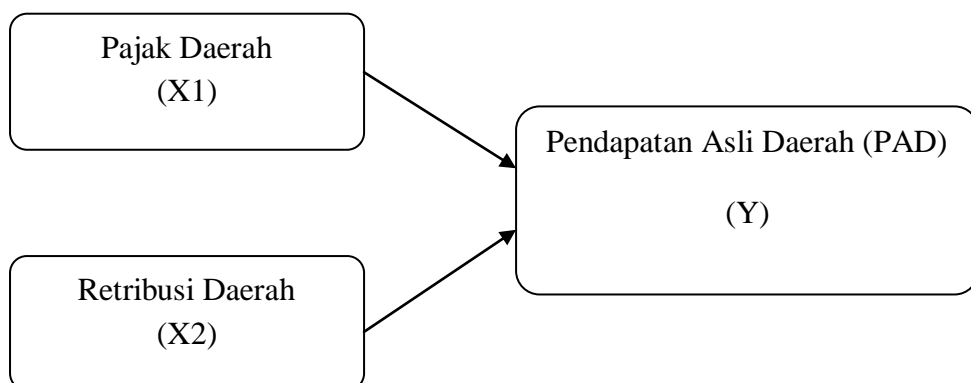 Pajak Daerah
(X1)
Pendapatan Asli Daerah (PAD)
(Y)
Retribusi Daerah
(X2)